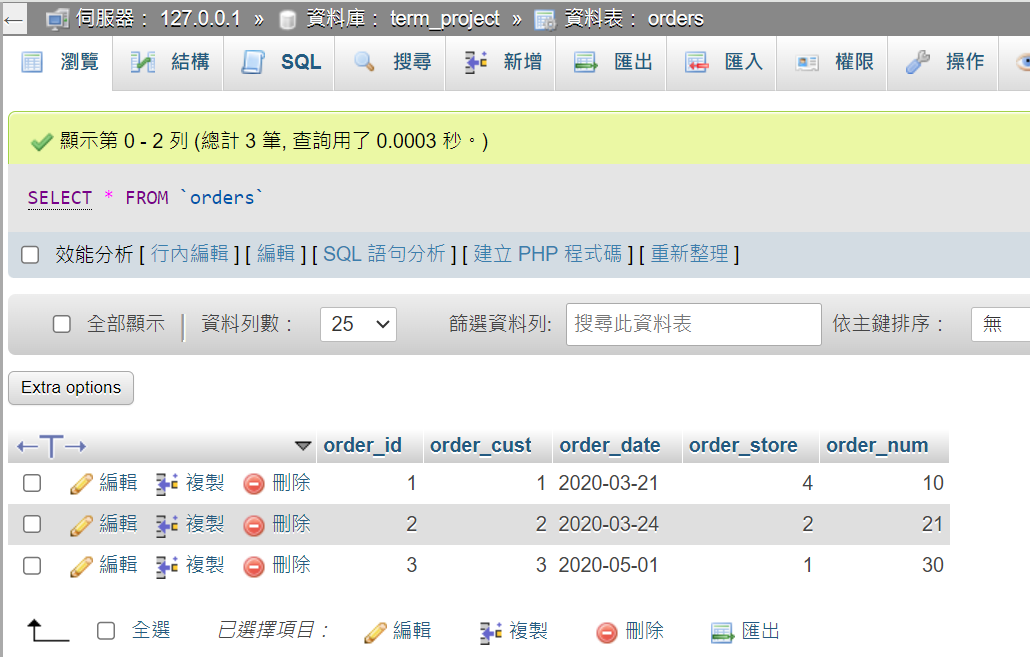 伺服器： 127.0.0.1 » 資料庫： term_project » 資料表： orders
瀏覽 結構 SQL 搜尋 新增 匯出 匯入 權限 操作
顯示第 0 - 2 列 (總計 3 筆, 查詢用了 0.0003 秒。)
SELECT * FROM `orders`
效能分析 [ 行內編輯 ] [ 編輯 ] [ SQL 語句分析 ] [ 建立 PHP 程式碼 ] [ 重新整理 ]
全部顯示 | 資料列數： 25 篩選資料列: 搜尋此資料表 依主鍵排序： 無
Extra options
←T→ order_id order_cust order_date order_store order_num
編輯 複製 刪除 1 1 2020-03-21 4 10
編輯 複製 刪除 2 2 2020-03-24 2 21
編輯 複製 刪除 3 3 2020-05-01 1 30
全選 已選擇項目： 編輯 複製 刪除 匯出